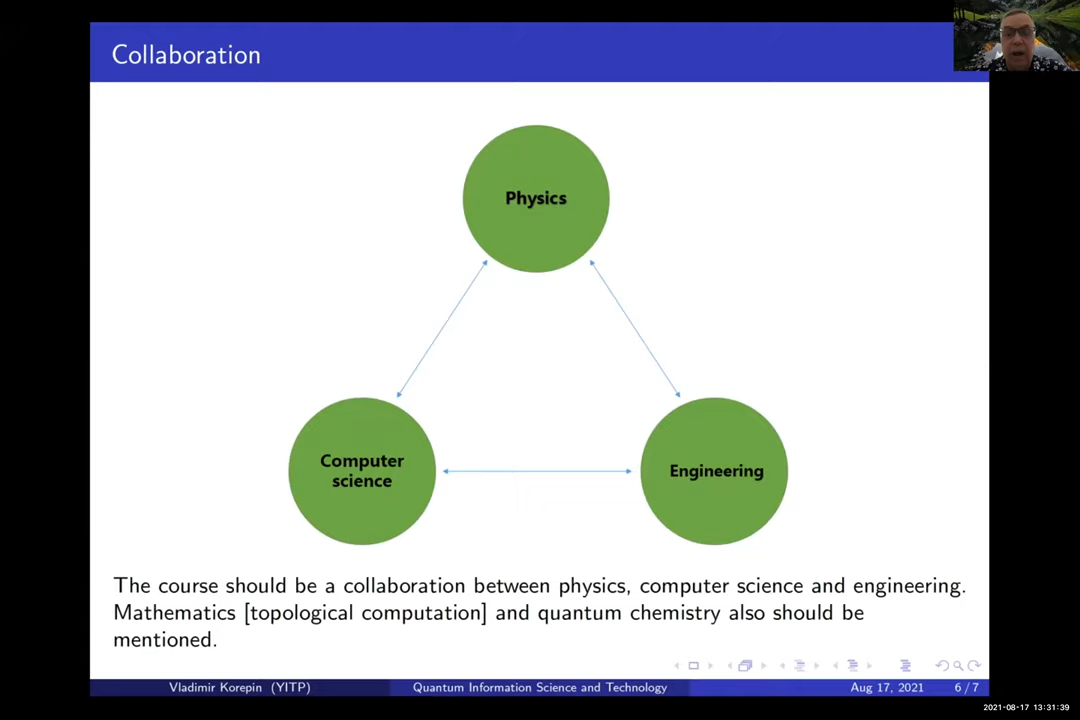 Collaboration
Physics
Computer
science
Engineering
The course should be a collaboration between physics, computer science and engineering.
Mathematics [topological computation] and quantum chemistry also should be
mentioned.
Vladimir Korepin (YITP) Quantum Information Science and Technology Aug 17, 2021 6 / 7
2021-08-17 13:31:39